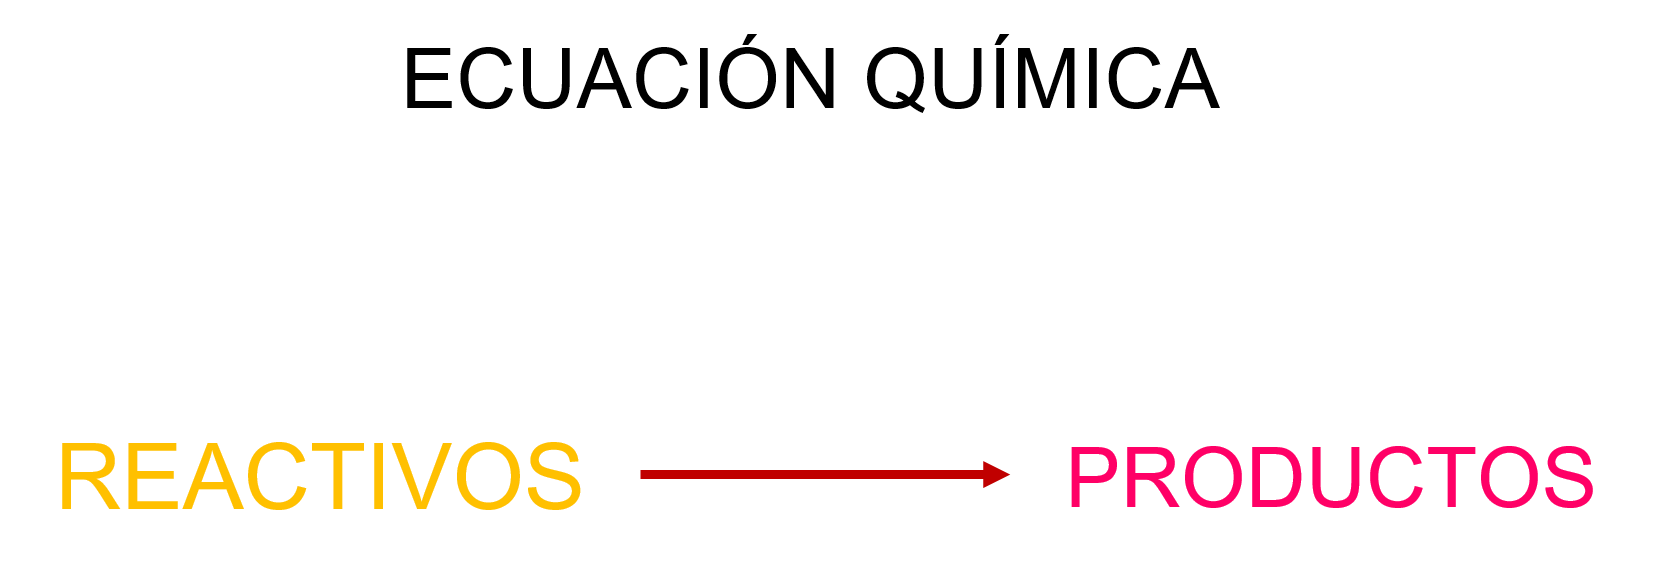 ECUACIÓN QUÍMICA
REACTIVOS PRODUCTOS